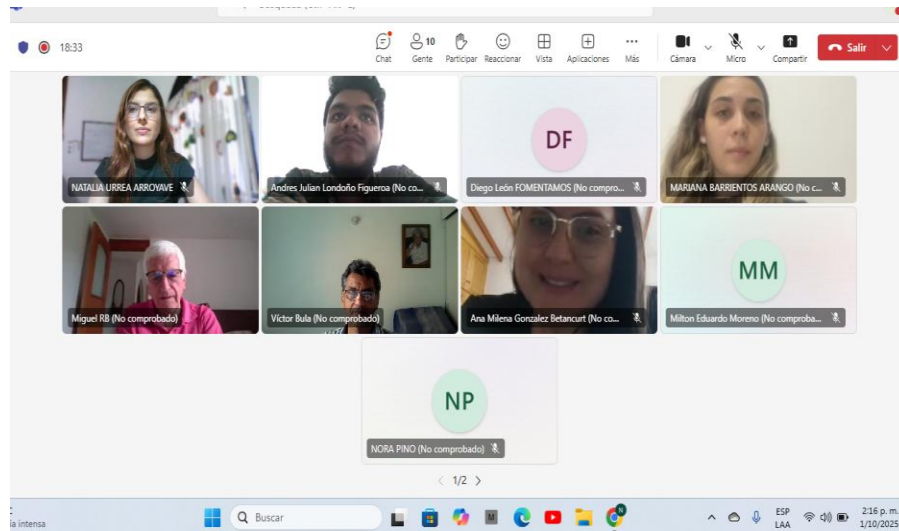 18:33
10
Chat Gente Participar Reaccionar Vista Aplicaciones Más Cámara Micro Compartir Salir
NATALIA URREA ARROYAVE
Andres Julian Londoño Figueroa (No co...
DF
Diego León FOMENTAMOS (No compro...
MARIANA BARRIENTOS ARANGO (No c...
Miguel RB (No comprobado)
Víctor Bula (No comprobado)
Ana Milena Gonzalez Betancurt (No co...
MM
Milton Eduardo Moreno (No comproba...
NP
NORA PINO (No comprobado)
1/2
la intensa
Buscar
ESP
LAA
2:16 p. m.
1/10/2025